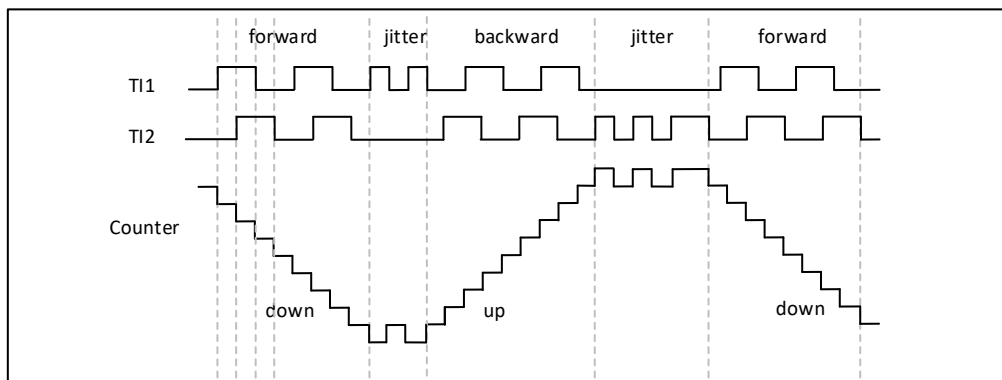 forward jitter backward jitter forward
TI1
TI2
Counter
down up down